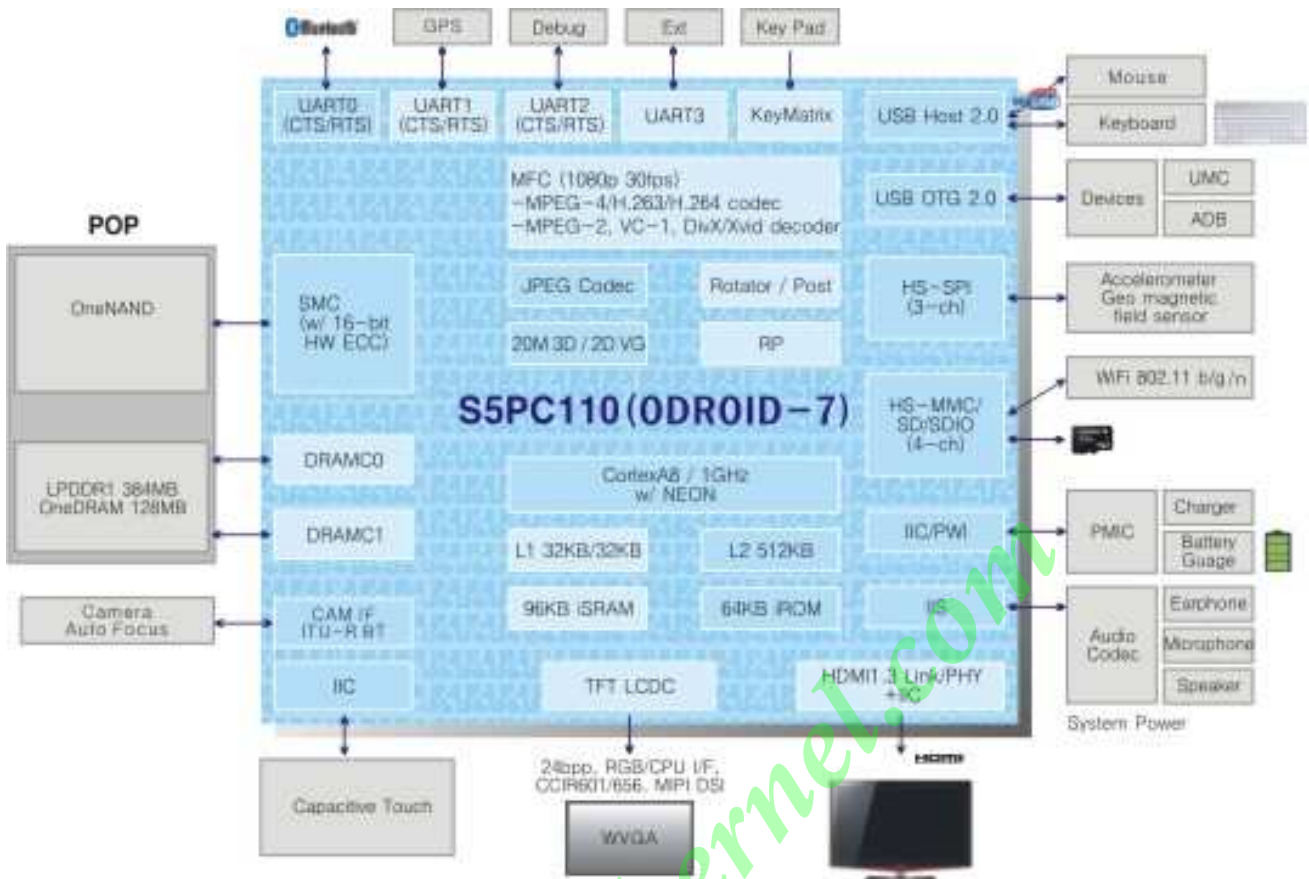 Bluetooth
GPS
Debug
Ext
Key Pad
UART0
(CTS/RTS)
UART1
(CTS/RTS)
UART2
(CTS/RTS)
UART3
KeyMatrix
USB Host 2.0
Mouse
Keyboard
MFC (1080p 30fps)
-MPEG-4/H.263/H.264 codec
-MPEG-2, VC-1, DivX/Xvid decoder
USB OTG 2.0
Devices
UMC
ADB
POP
OneNAND
SMC
(w/ 16-bit
HW ECC)
JPEG Codec
Rotator / Post
HS-SPI
(3-ch)
Accelerometer
Geo magnetic
field sensor
20M 3D / 2D VG
RP
S5PC110(ODROID-7)
HS-MMC/
SD/SDIO
(4-ch)
WiFi 802.11 b/g/n
LPDDR1 384MB
OneDRAM 128MB
DRAMC0
DRAMC1
CortexA8 / 1GHz
w/ NEON
L1 32KB/32KB
L2 512KB
IIC/PWI
PMIC
Charger
Battery
Guage
Camera
Auto Focus
CAM IF
ITU-R BT
96KB iSRAM
64KB iROM
IIS
Audio
Codec
Earphone
Microphone
Speaker
IIC
TFT LCDC
HDMI1.3 Link/PHY
+IIC
System Power
Capacitive Touch
24bpp, RGB/CPU I/F,
CCIR601/656, MIPI DSI
WVGA
HDMI